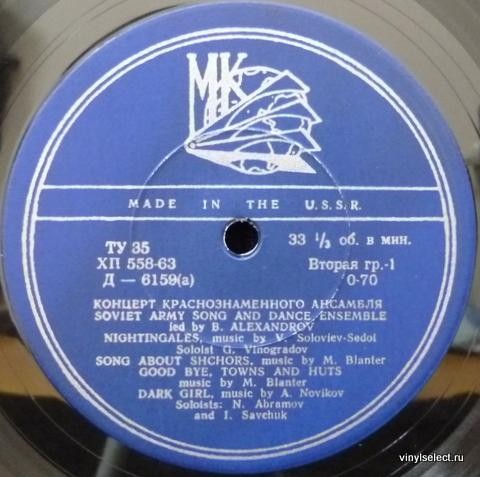 МК
MADE IN THE U.S.S.R.
ТУ 35
ХП 558-63
Д — 6159(а)
33 1/3 об. в мин.
Вторая гр.-1
0-70
КОНЦЕРТ КРАСНОЗНАМЕННОГО АНСАМБЛЯ
SOVIET ARMY SONG AND DANCE ENSEMBLE
led by B. ALEXANDROV
NIGHTINGALES, music by V. Soloviev-Sedoi
Soloist G. Vinogradov
SONG ABOUT SHCHORS, music by M. Blanter
GOOD BYE, TOWNS AND HUTS
music by M. Blanter
DARK GIRL, music by A. Novikov
Soloists: N. Abramov
and I. Savchuk
vinylselect.ru